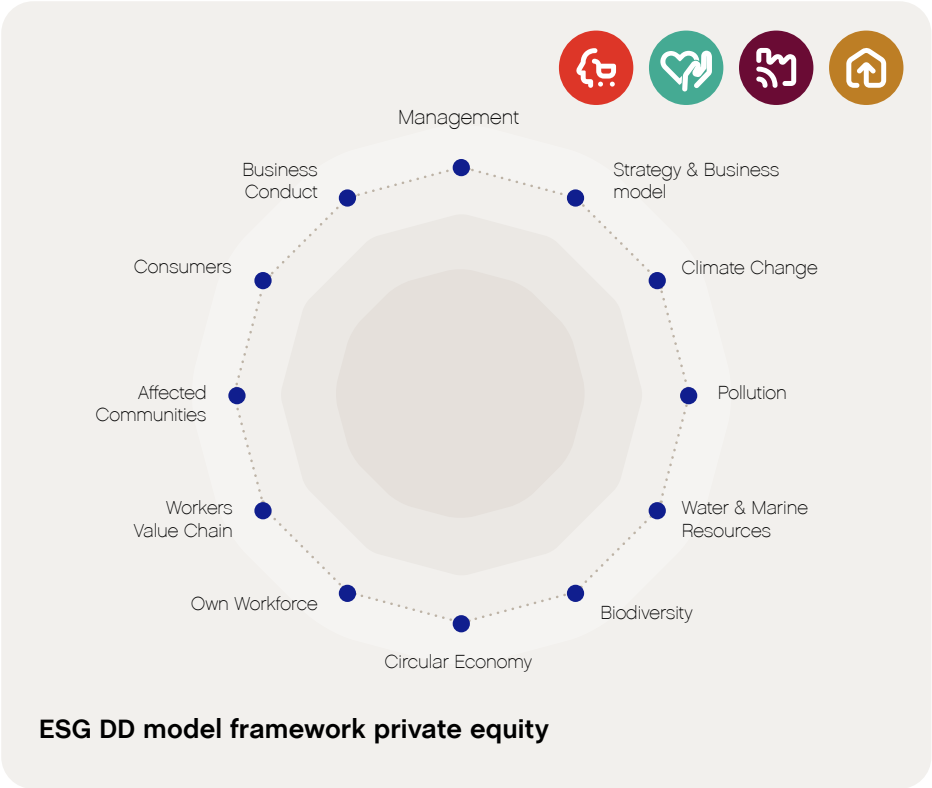 Management
Business
Conduct
Strategy & Business
model
Consumers
Climate Change
Affected
Communities
Pollution
Workers
Value Chain
Water & Marine
Resources
Own Workforce
Biodiversity
Circular Economy
ESG DD model framework private equity